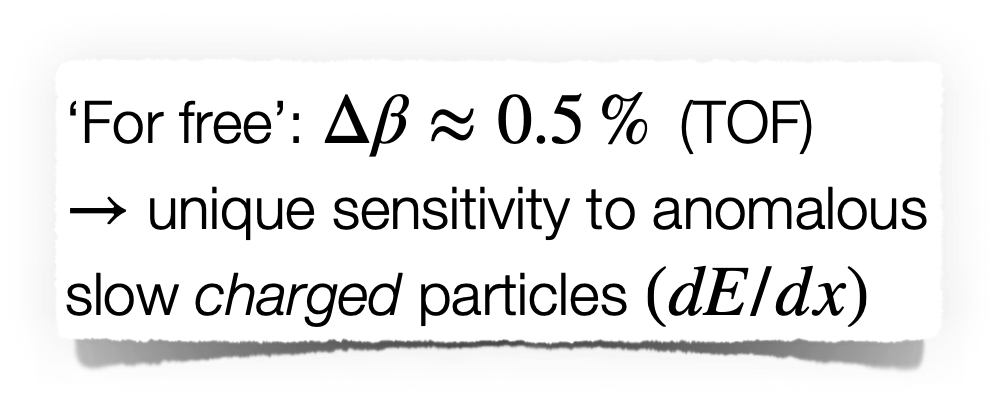 ‘For free’: Δβ ≈ 0.5 % (TOF)
→ unique sensitivity to anomalous
slow charged particles (dE/dx)